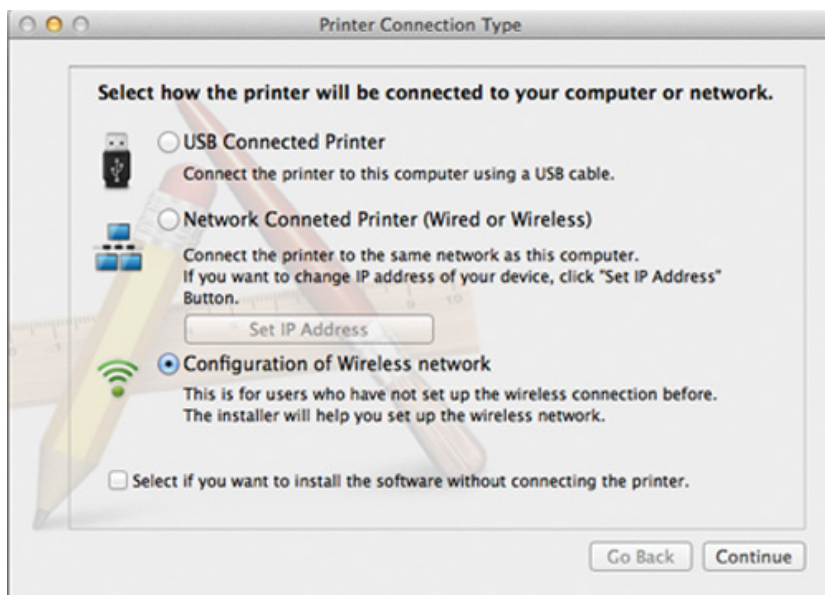 Printer Connection Type
Select how the printer will be connected to your computer or network.
USB Connected Printer
Connect the printer to this computer using a USB cable.
Network Conneted Printer (Wired or Wireless)
Connect the printer to the same network as this computer.
If you want to change IP address of your device, click "Set IP Address"
Button.
Set IP Address
Configuration of Wireless network
This is for users who have not set up the wireless connection before.
The installer will help you set up the wireless network.
Select if you want to install the software without connecting the printer.
Go Back
Continue